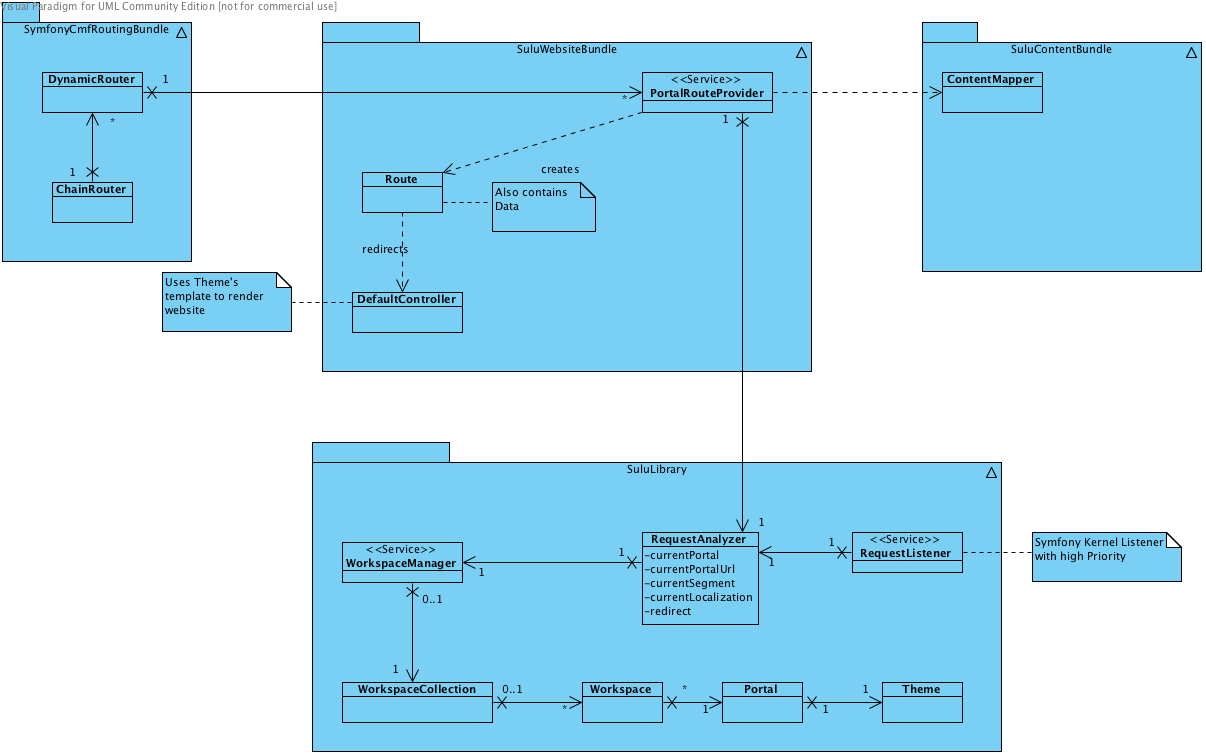 Visual Paradigm for UML Community Edition [not for commercial use]
SymfonyCmfRoutingBundle
DynamicRouter
1
*
1
ChainRouter
SuluWebsiteBundle
<<Service>>
PortalRouteProvider
*
1
creates
Route
Also contains
Data
redirects
DefaultController
Uses Theme's
template to render
website
SuluContentBundle
ContentMapper
SuluLibrary
1
RequestAnalyzer
-currentPortal
-currentPortalUrl
-currentSegment
-currentLocalization
-redirect
<<Service>>
WorkspaceManager
1
1
<<Service>>
RequestListener
1
1
Symfony Kernel Listener
with high Priority
0..1
1
WorkspaceCollection
0..1
*
Workspace
*
1
Portal
1
1
Theme